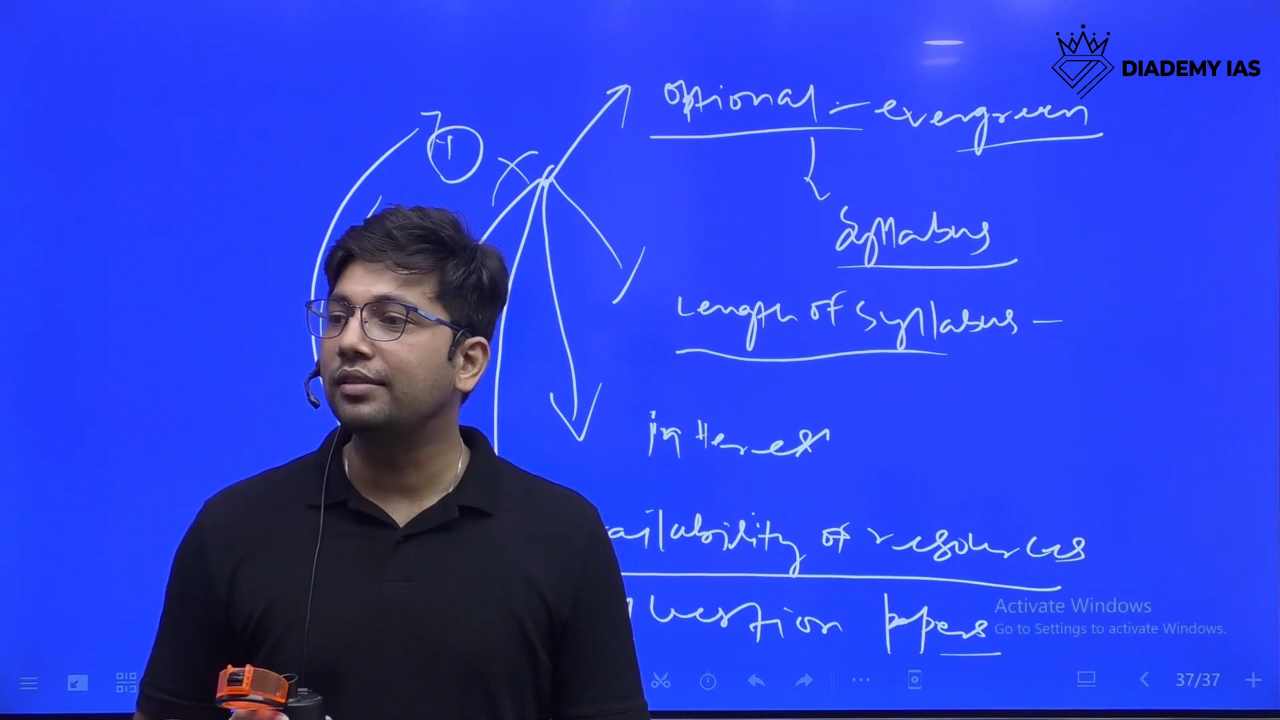 DIADEMY IAS
optional - evergreen
Syllabus
Length of Syllabus -
interest
ailability of resources
uestion papers
Activate Windows
Go to Settings to activate Windows.
37/37